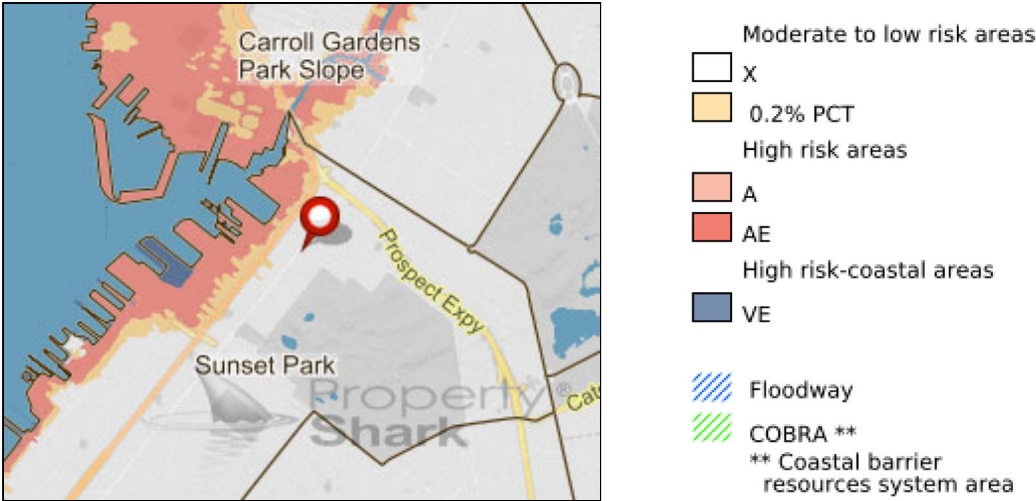 Carroll Gardens
Park Slope
Prospect Expy
Sunset Park
Property
Shark
®
Moderate to low risk areas
X
0.2% PCT
High risk areas
A
AE
High risk-coastal areas
VE
Floodway
COBRA **
** Coastal barrier
resources system area